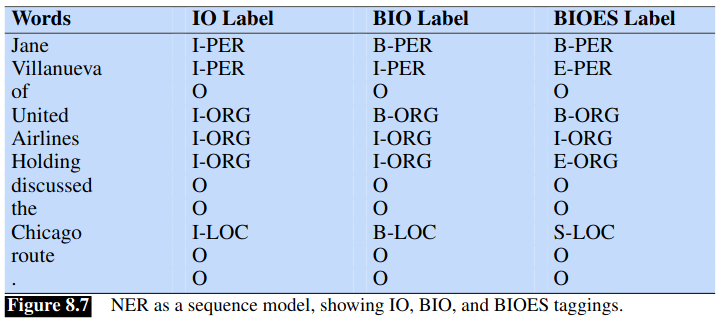 Words IO Label BIO Label BIOES Label
Jane I-PER B-PER B-PER
Villanueva I-PER I-PER E-PER
of O O O
United I-ORG B-ORG B-ORG
Airlines I-ORG I-ORG I-ORG
Holding I-ORG I-ORG E-ORG
discussed O O O
the O O O
Chicago I-LOC B-LOC S-LOC
route O O O
. O O O
Figure 8.7 NER as a sequence model, showing IO, BIO, and BIOES taggings.